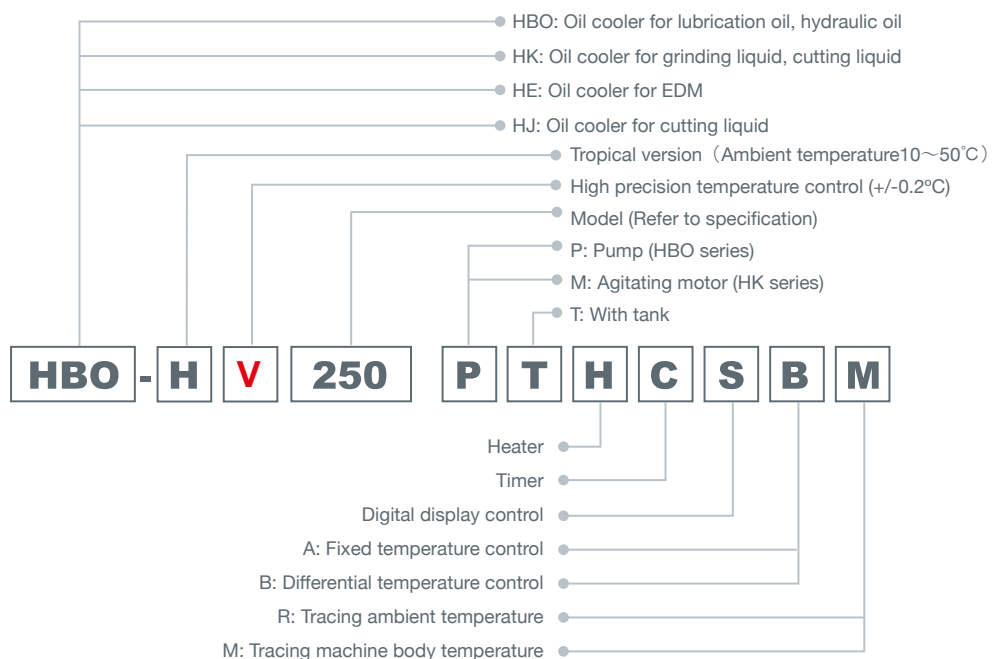 HBO: Oil cooler for lubrication oil, hydraulic oil
HK: Oil cooler for grinding liquid, cutting liquid
HE: Oil cooler for EDM
HJ: Oil cooler for cutting liquid
Tropical version（Ambient temperature10～50℃）
High precision temperature control (+/-0.2ºC)
Model (Refer to specification)
P: Pump (HBO series)
M: Agitating motor (HK series)
T: With tank
HBO - H V 250 P T H C S B M
Heater
Timer
Digital display control
A: Fixed temperature control
B: Differential temperature control
R: Tracing ambient temperature
M: Tracing machine body temperature